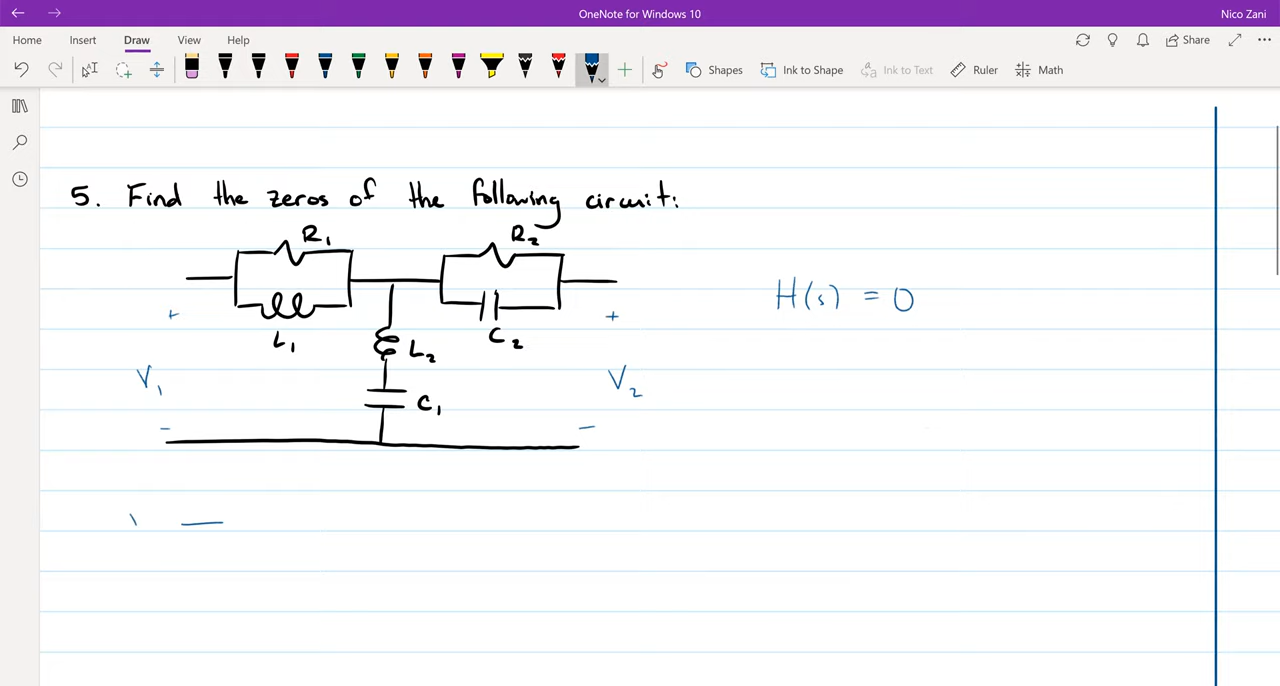 OneNote for Windows 10
Nico Zani
Home Insert Draw View Help
Share
Shapes Ink to Shape Ink to Text Ruler Math
5. Find the zeros of the following circuit:
R₁ R₂
H(s) = 0
+ L₁ L₂ C₂ +
V₁ C₁ V₂
- -